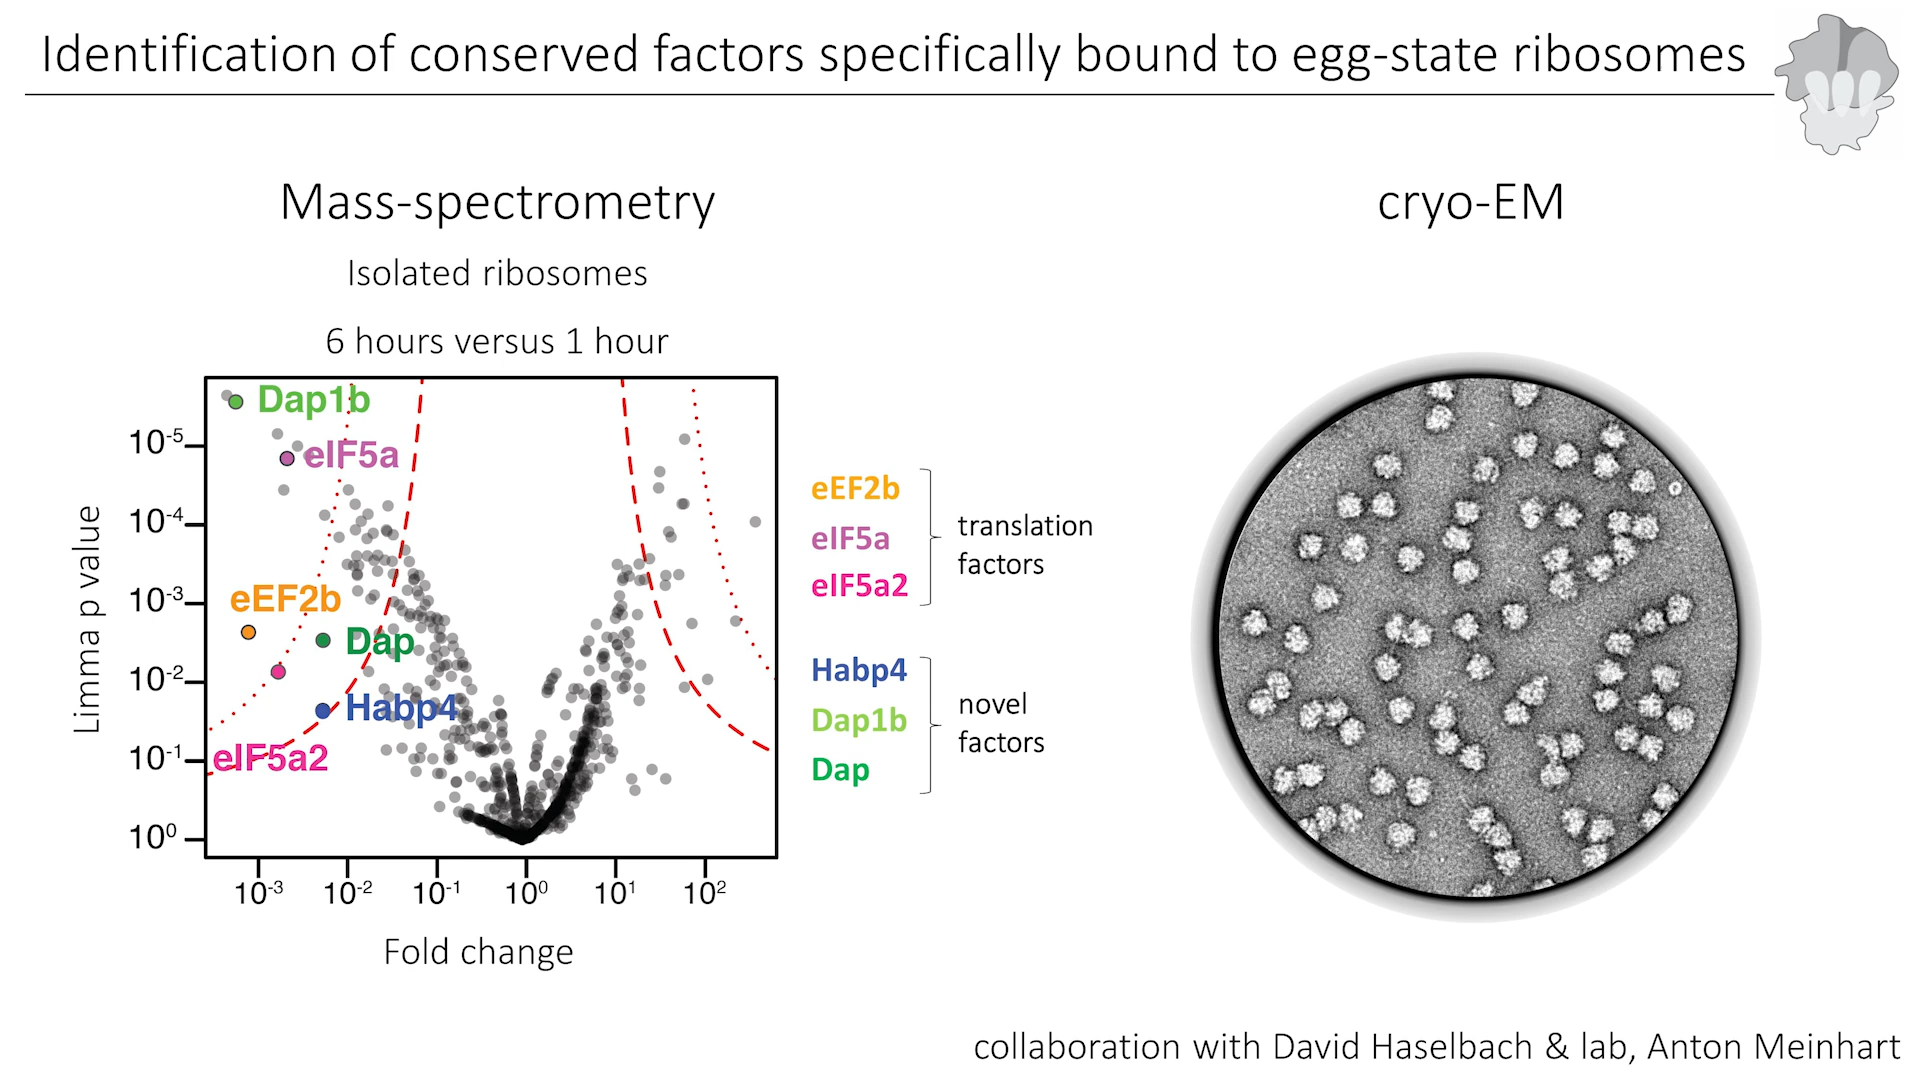 Identification of conserved factors specifically bound to egg-state ribosomes
Mass-spectrometry
Isolated ribosomes
6 hours versus 1 hour
Limma p value
10⁻⁵
10⁻⁴
10⁻³
10⁻²
10⁻¹
10⁰
Dap1b
eIF5a
eEF2b
Dap
Habp4
eIF5a2
10⁻³ 10⁻² 10⁻¹ 10⁰ 10¹ 10²
Fold change
eEF2b
eIF5a
eIF5a2
translation
factors
Habp4
Dap1b
Dap
novel
factors
cryo-EM
collaboration with David Haselbach & lab, Anton Meinhart